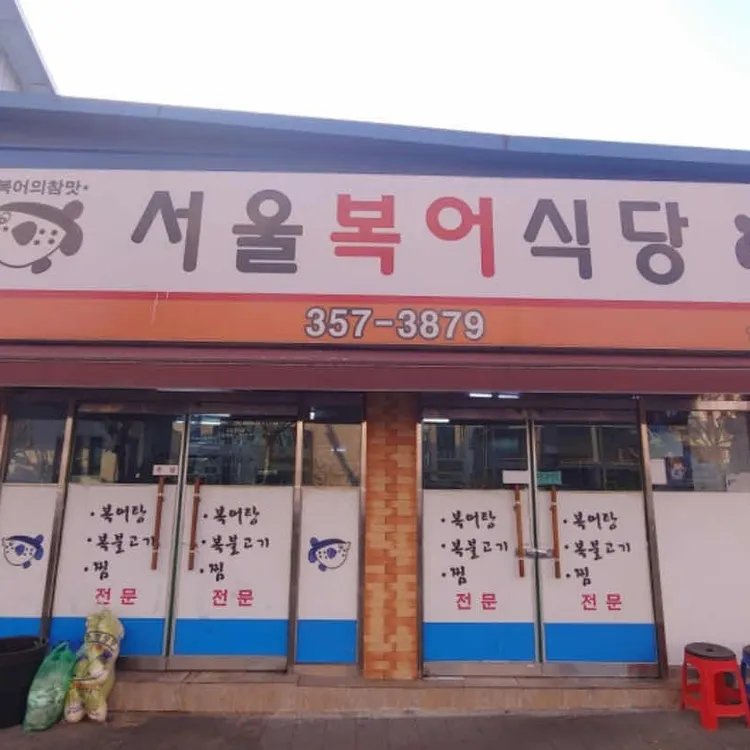 복어의참맛
서울복어식당
357-3879
·복어탕
·복불고기
·찜
전문
·복어탕
·복불고기
·찜
전문
·복어탕
·복불고기
·찜
전문
·복어탕
·복불고기
·찜
전문